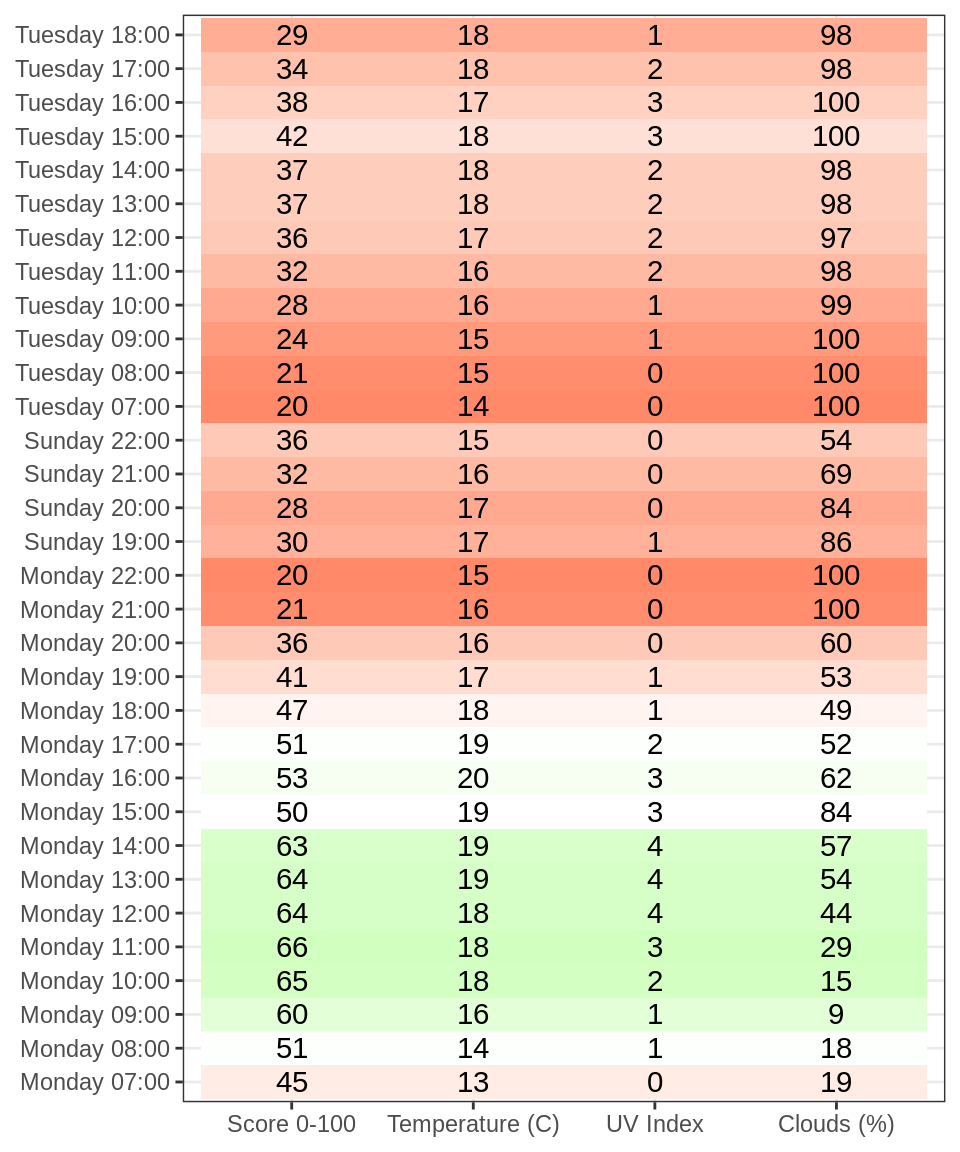 Tuesday 18:00 29 18 1 98
Tuesday 17:00 34 18 2 98
Tuesday 16:00 38 17 3 100
Tuesday 15:00 42 18 3 100
Tuesday 14:00 37 18 2 98
Tuesday 13:00 37 18 2 98
Tuesday 12:00 36 17 2 97
Tuesday 11:00 32 16 2 98
Tuesday 10:00 28 16 1 99
Tuesday 09:00 24 15 1 100
Tuesday 08:00 21 15 0 100
Tuesday 07:00 20 14 0 100
Sunday 22:00 36 15 0 54
Sunday 21:00 32 16 0 69
Sunday 20:00 28 17 0 84
Sunday 19:00 30 17 1 86
Monday 22:00 20 15 0 100
Monday 21:00 21 16 0 100
Monday 20:00 36 16 0 60
Monday 19:00 41 17 1 53
Monday 18:00 47 18 1 49
Monday 17:00 51 19 2 52
Monday 16:00 53 20 3 62
Monday 15:00 50 19 3 84
Monday 14:00 63 19 4 57
Monday 13:00 64 19 4 54
Monday 12:00 64 18 4 44
Monday 11:00 66 18 3 29
Monday 10:00 65 18 2 15
Monday 09:00 60 16 1 9
Monday 08:00 51 14 1 18
Monday 07:00 45 13 0 19
Score 0-100 Temperature (C) UV Index Clouds (%)